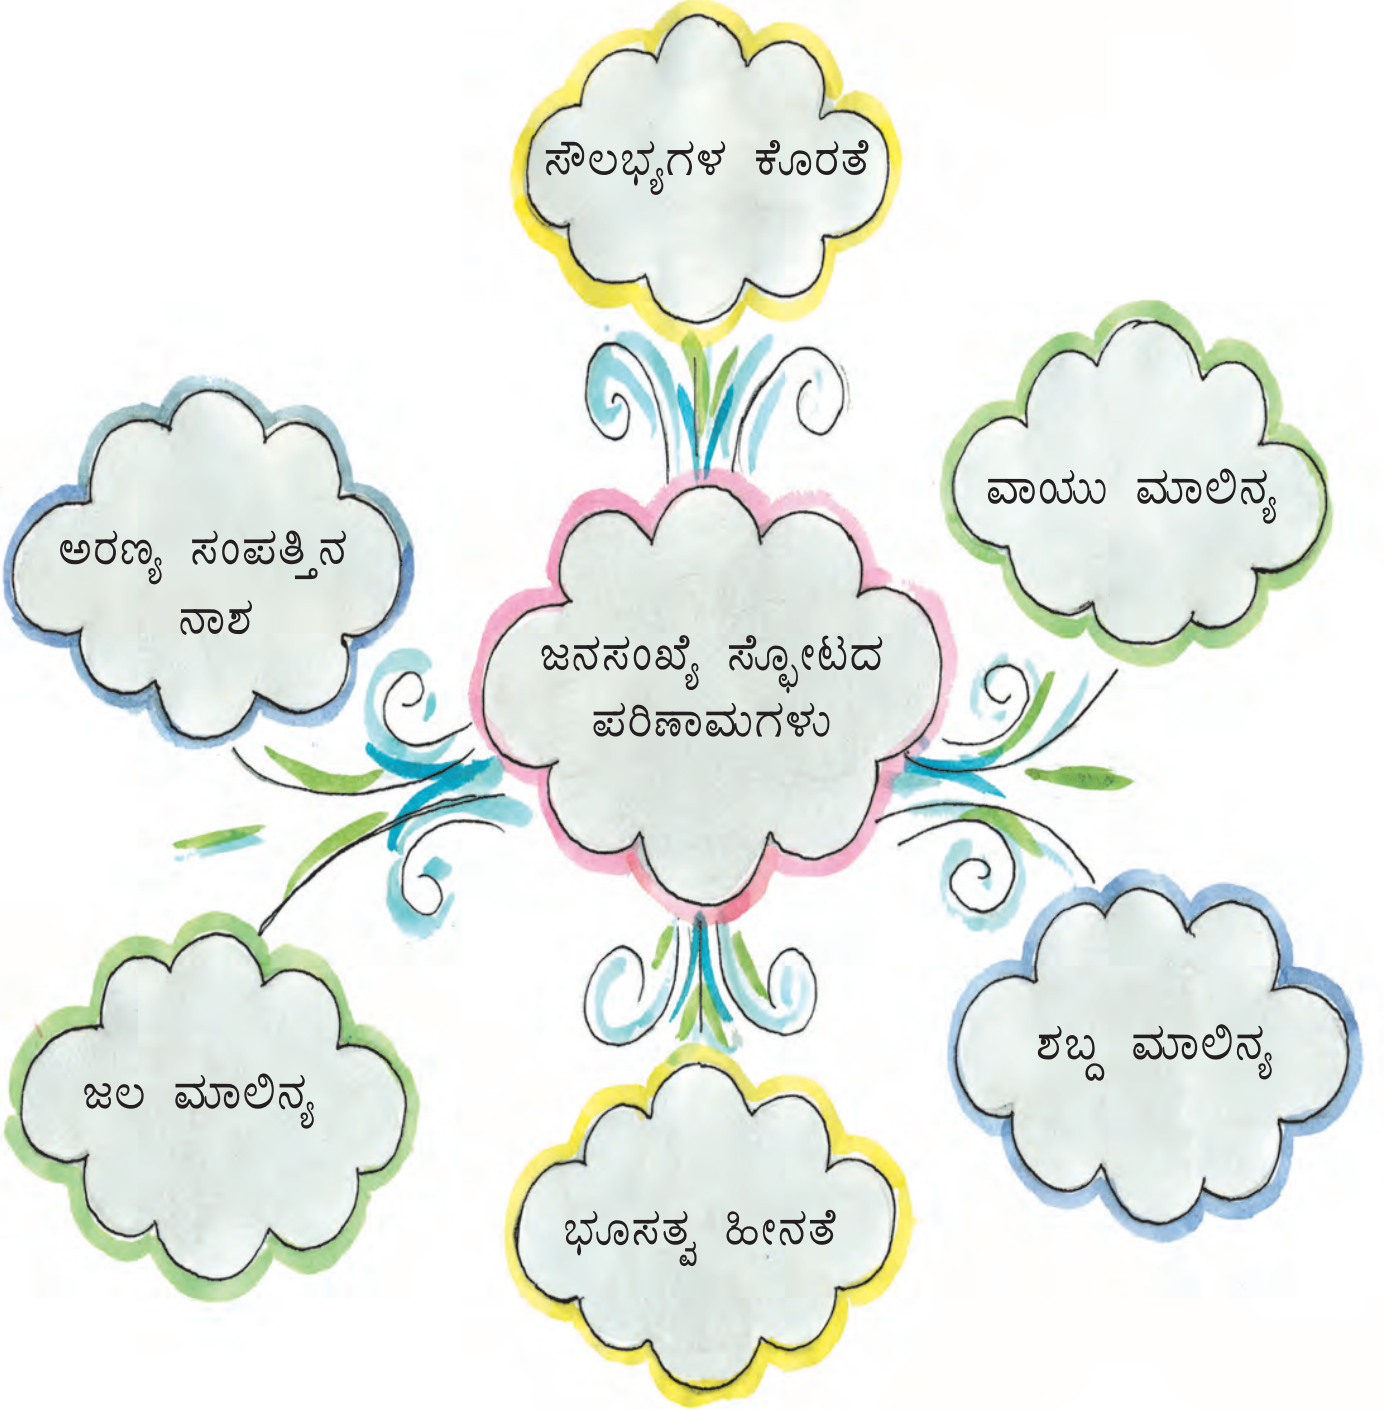 ಸೌಲಭ್ಯಗಳ ಕೊರತೆ
ವಾಯು ಮಾಲಿನ್ಯ
ಅರಣ್ಯ ಸಂಪತ್ತಿನ
ನಾಶ
ಜನಸಂಖ್ಯೆ ಸ್ಫೋಟದ
ಪರಿಣಾಮಗಳು
ಶಬ್ದ ಮಾಲಿನ್ಯ
ಜಲ ಮಾಲಿನ್ಯ
ಭೂಸತ್ವ ಹೀನತೆ